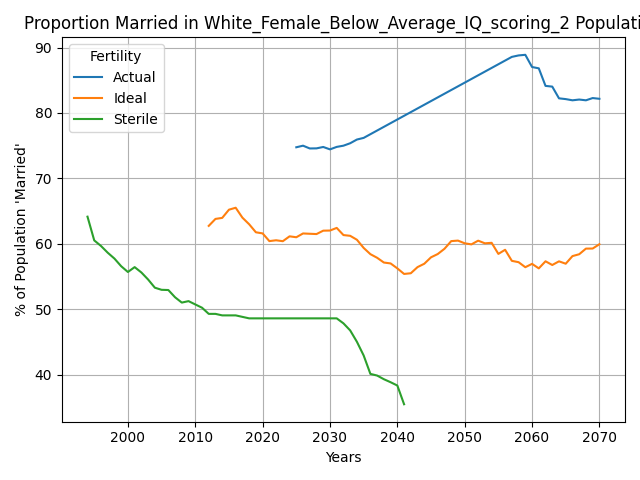 Proportion Married in White_Female_Below_Average_IQ_scoring_2 Populati
% of Population 'Married'
90
80
70
60
50
40
Fertility
Actual
Ideal
Sterile
2000 2010 2020 2030 2040 2050 2060 2070
Years